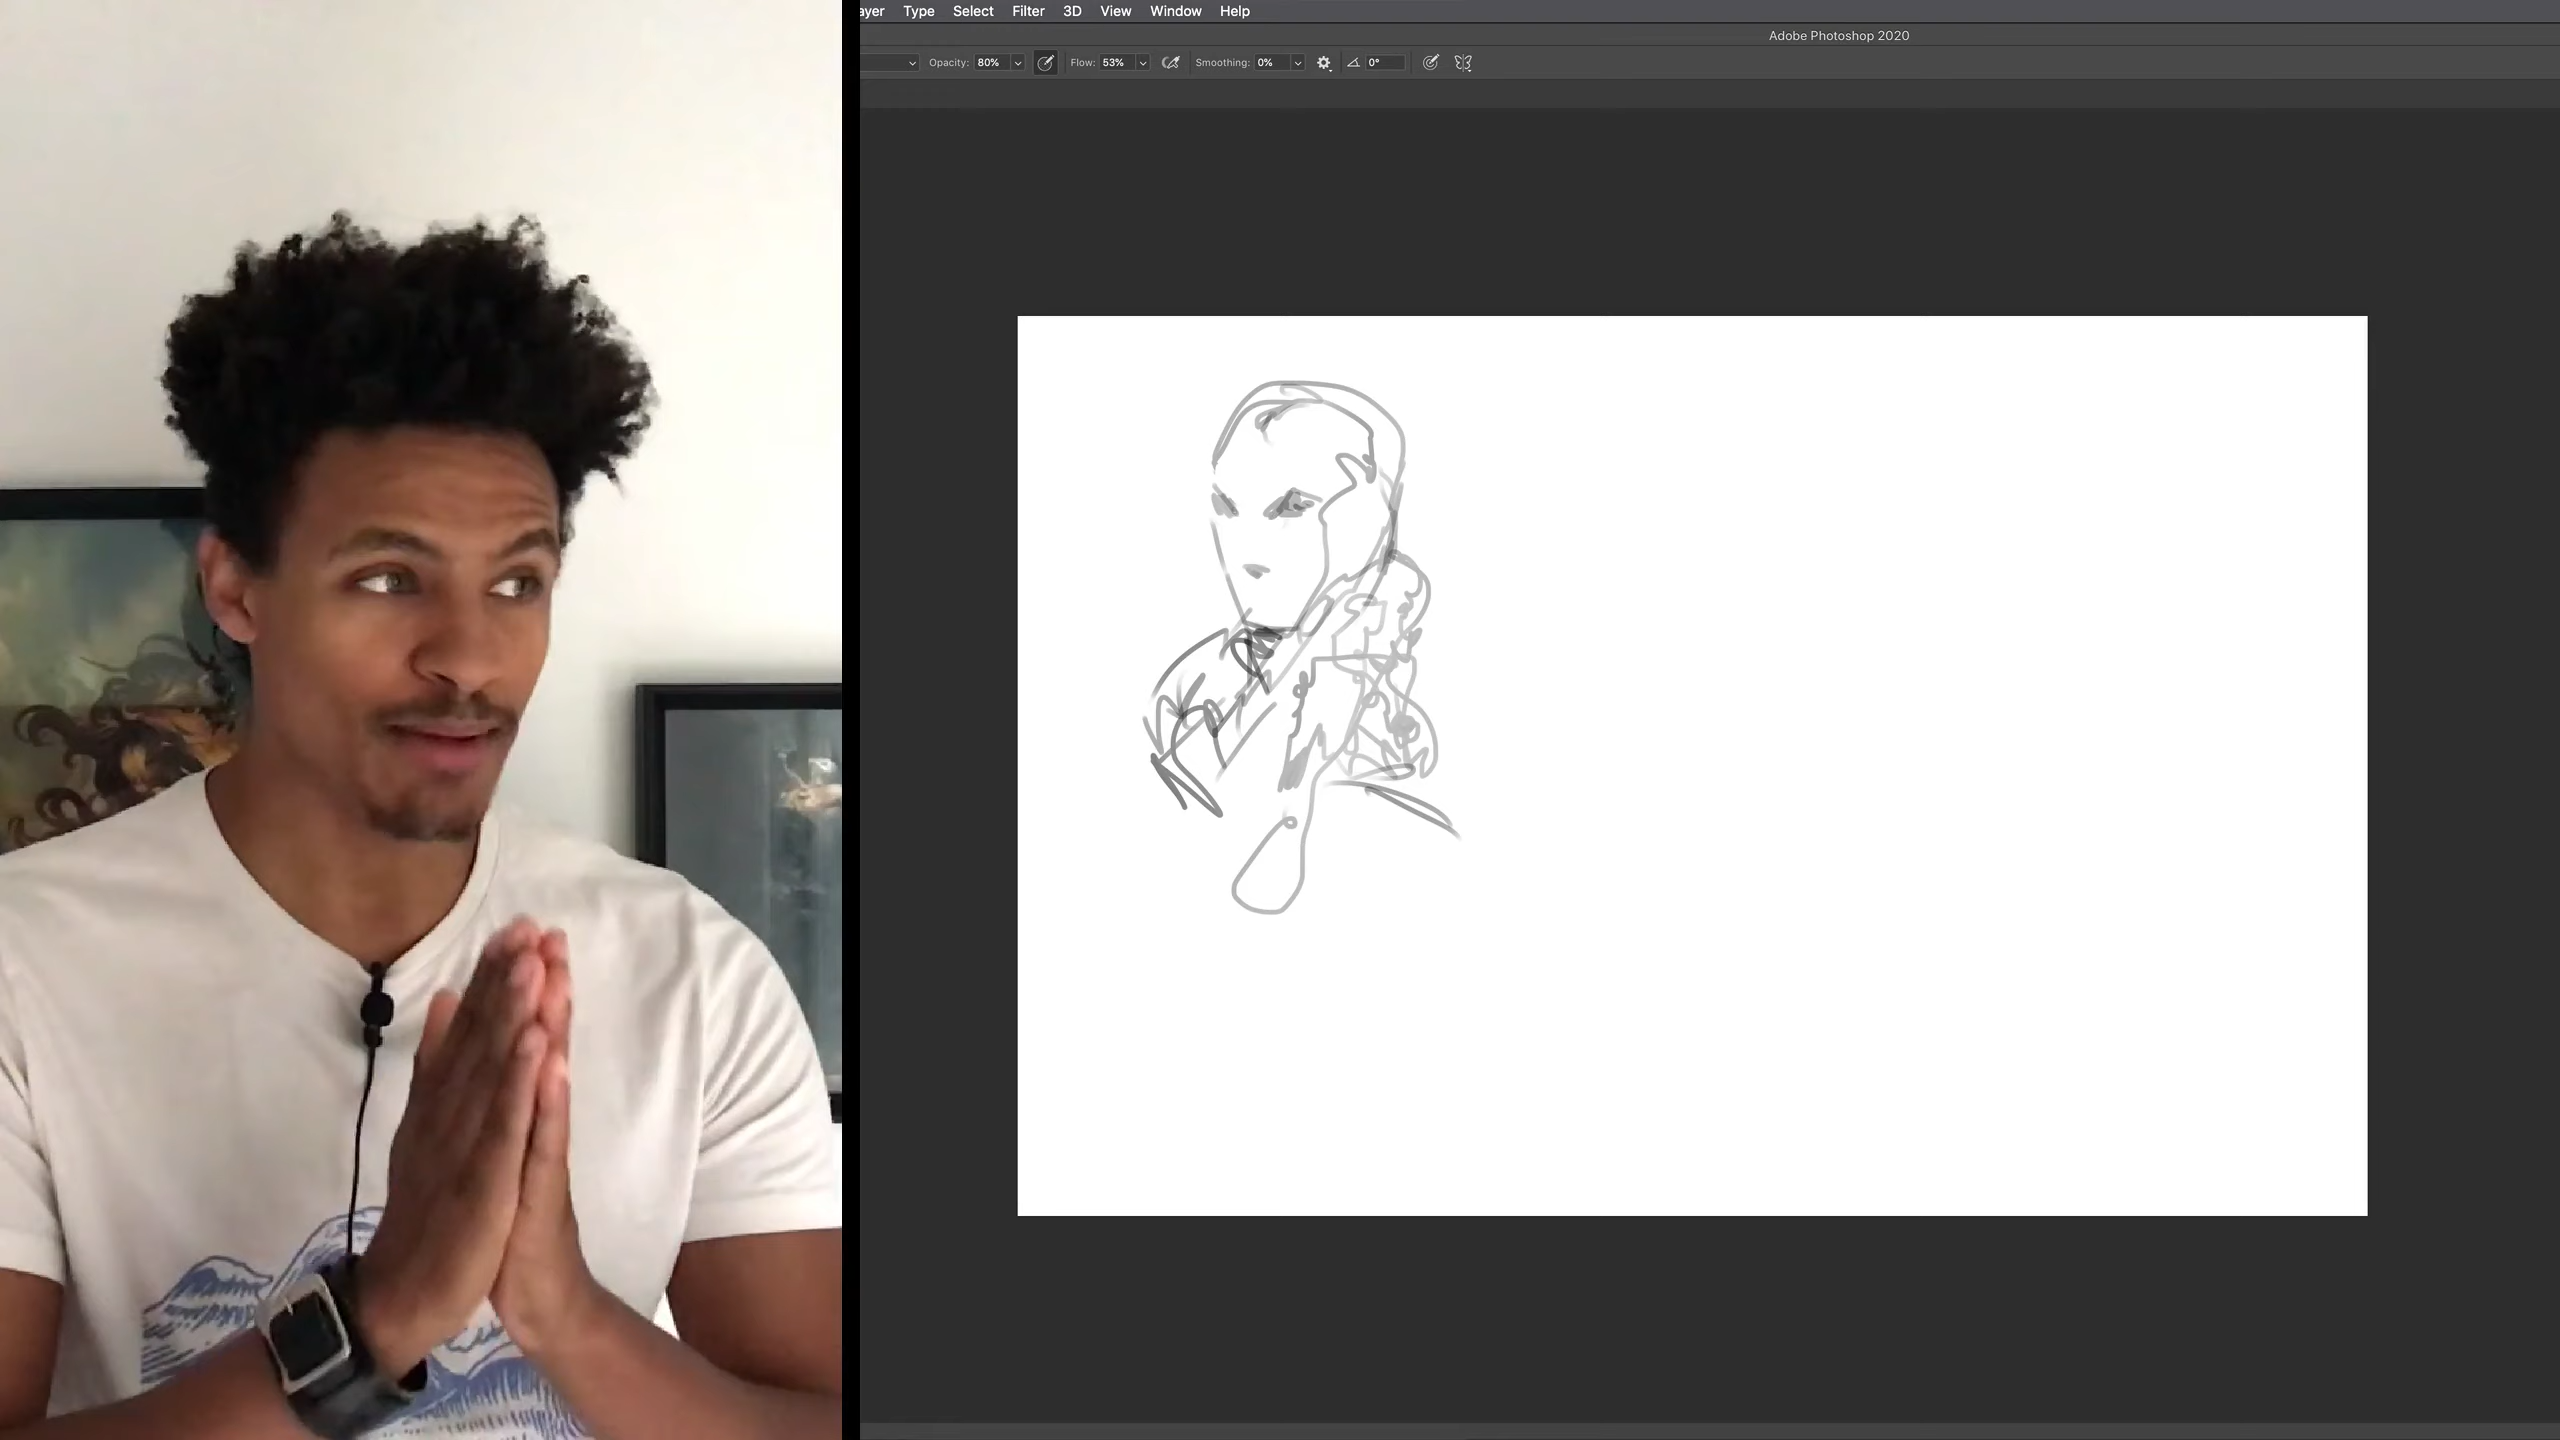 ayer Type Select Filter 3D View Window Help
Adobe Photoshop 2020
Opacity: 80% Flow: 53% Smoothing: 0% 0°